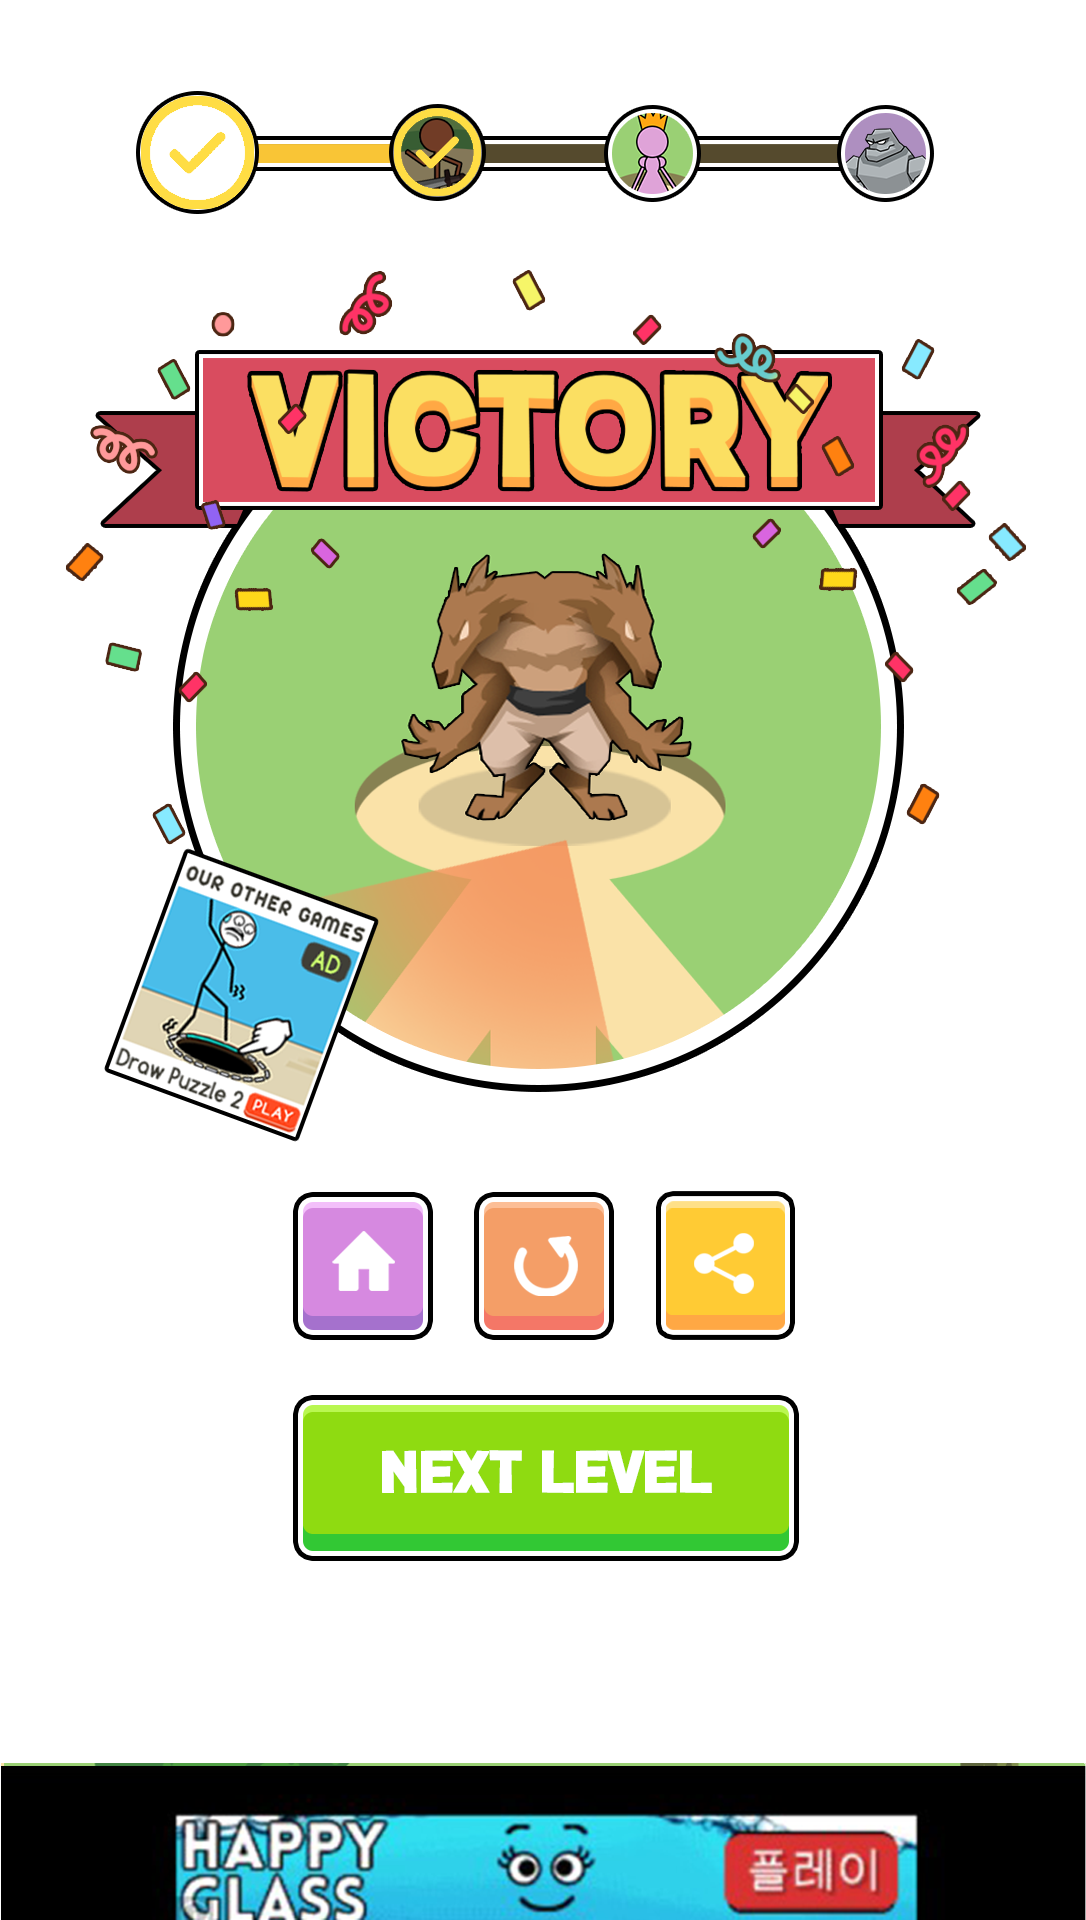 VICTORY
OUR OTHER GAMES
AD
Draw Puzzle 2
PLAY
NEXT LEVEL
HAPPY
GLASS
플레이